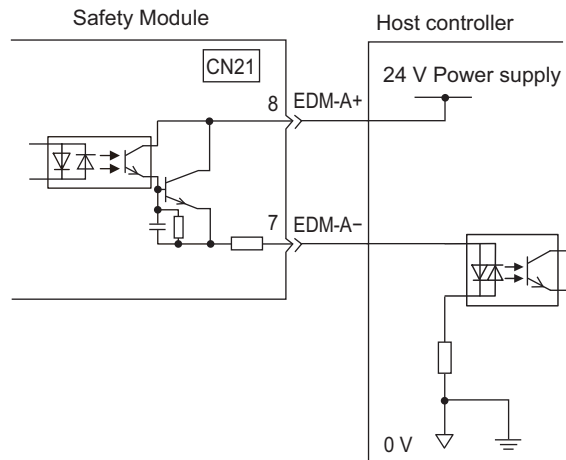 Safety Module
Host controller
CN21
24 V Power supply
8 EDM-A+
7 EDM-A−
0 V